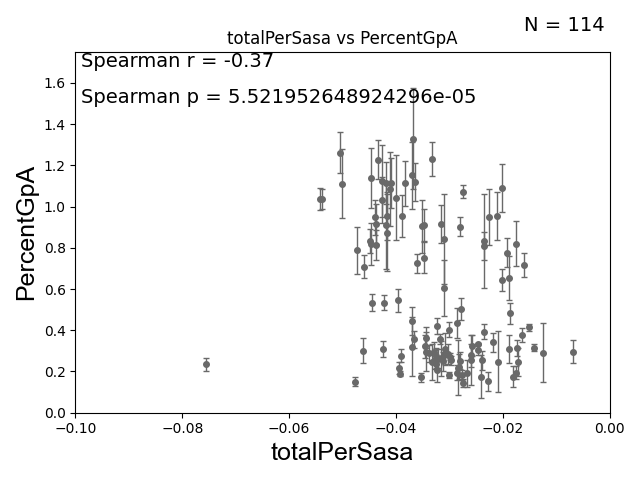 N = 114
totalPerSasa vs PercentGpA
Spearman r = -0.37
Spearman p = 5.521952648924296e-05
PercentGpA
1.6
1.4
1.2
1.0
0.8
0.6
0.4
0.2
0.0
−0.10 −0.08 −0.06 −0.04 −0.02 0.00
totalPerSasa